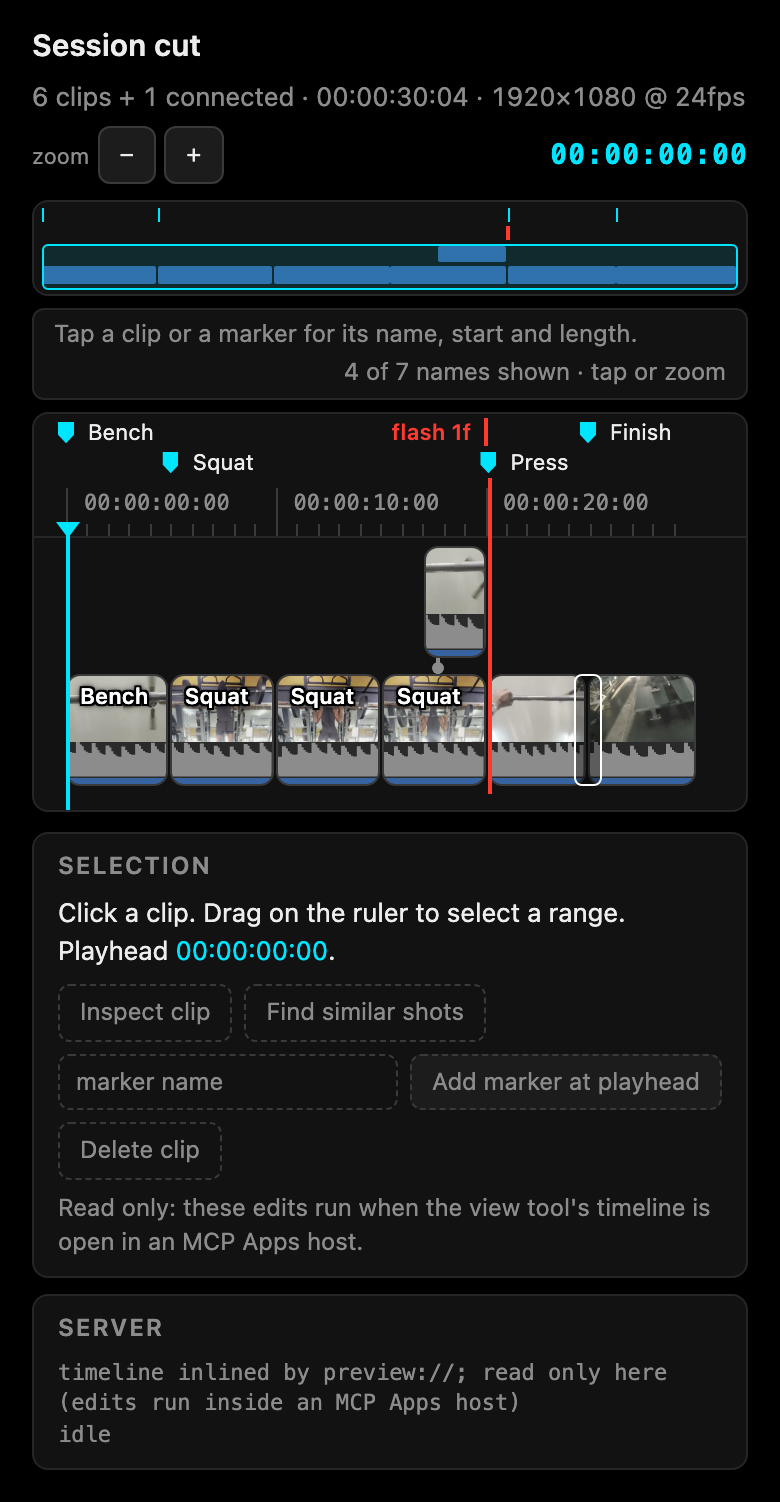 Session cut
6 clips + 1 connected · 00:00:30:04 · 1920×1080 @ 24fps
zoom − + 00:00:00:00
Tap a clip or a marker for its name, start and length.
4 of 7 names shown · tap or zoom
Bench flash 1f Finish
Squat Press
00:00:00:00 00:00:10:00 00:00:20:00
Bench Squat Squat Squat
SELECTION
Click a clip. Drag on the ruler to select a range.
Playhead 00:00:00:00.
Inspect clip Find similar shots
marker name Add marker at playhead
Delete clip
Read only: these edits run when the view tool's timeline is
open in an MCP Apps host.
SERVER
timeline inlined by preview://; read only here
(edits run inside an MCP Apps host)
idle